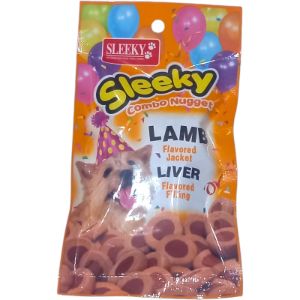 SLEEKY
Sleeky
Combo Nugget
LAMB
Flavored
Jacket
LIVER
Flavored
Filling